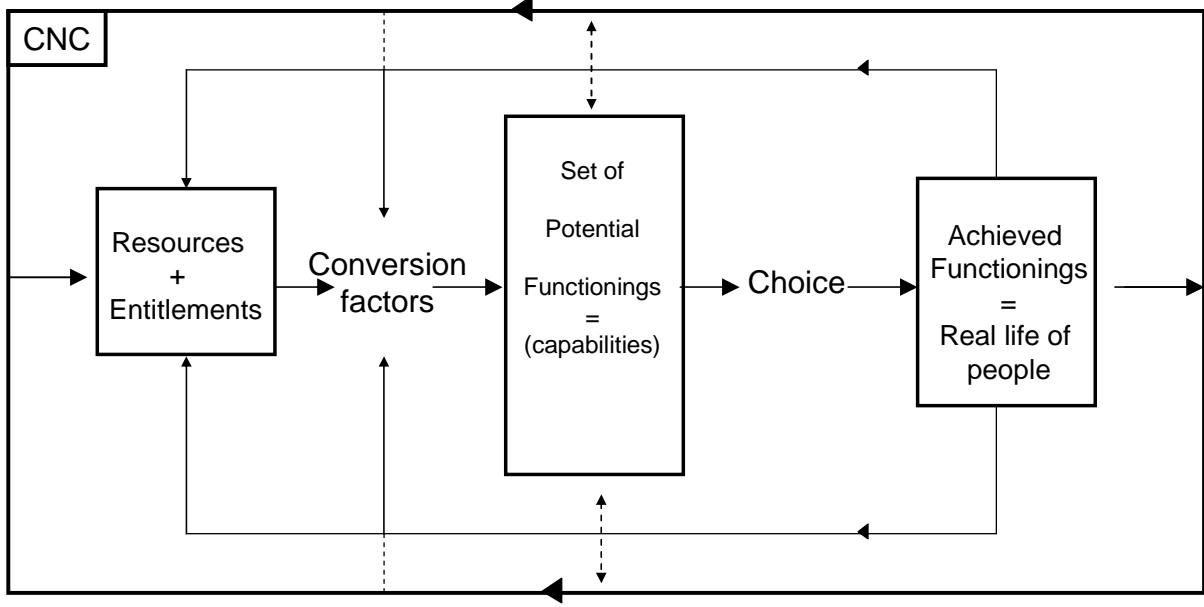 CNC
Resources
+
Entitlements
Conversion
factors
Set of
Potential
Functionings
=
(capabilities)
Choice
Achieved
Functionings
=
Real life of
people